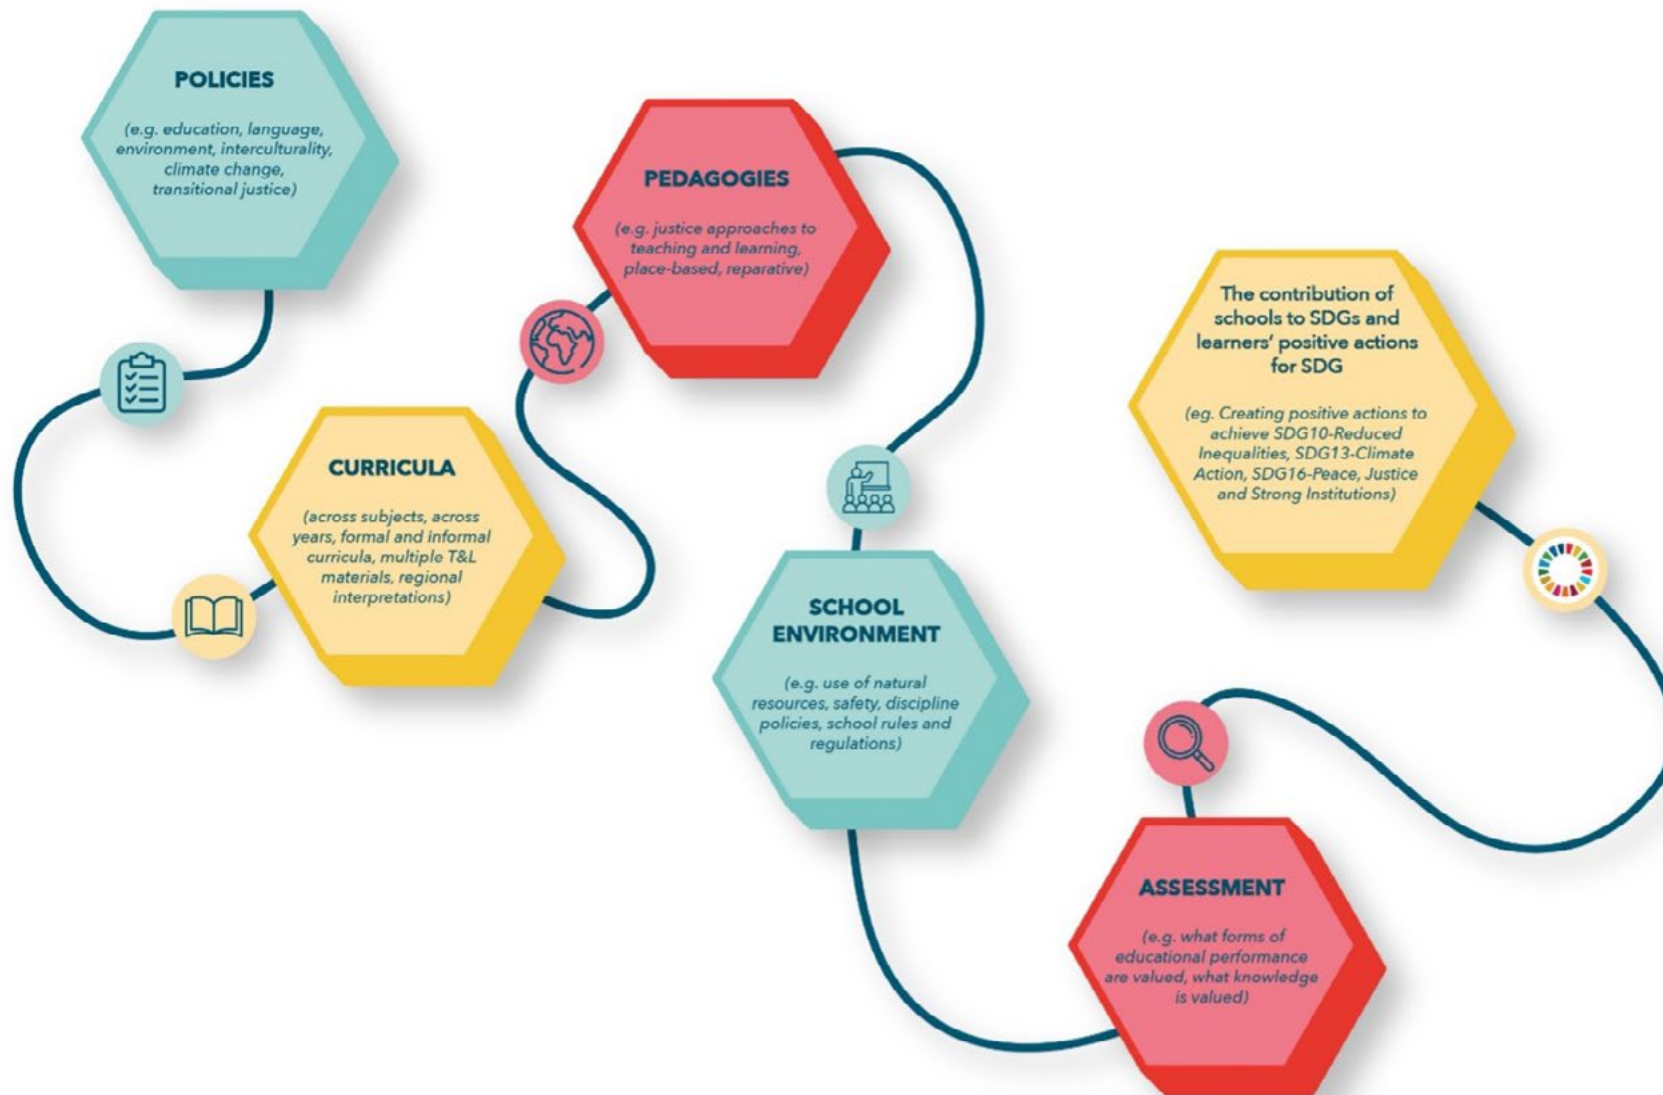 POLICIES
(e.g. education, language,
environment, interculturality,
climate change,
transitional justice)
CURRICULA
(across subjects, across
years, formal and informal
curricula, multiple T&L
materials, regional
interpretations)
PEDAGOGIES
(e.g. justice approaches to
teaching and learning,
place-based, reparative)
SCHOOL
ENVIRONMENT
(e.g. use of natural
resources, safety, discipline
policies, school rules and
regulations)
ASSESSMENT
(e.g. what forms of
educational performance
are valued, what knowledge
is valued)
The contribution of
schools to SDGs and
learners' positive actions
for SDG
(eg. Creating positive actions to
achieve SDG10-Reduced
Inequalities, SDG13-Climate
Action, SDG16-Peace, Justice
and Strong Institutions)